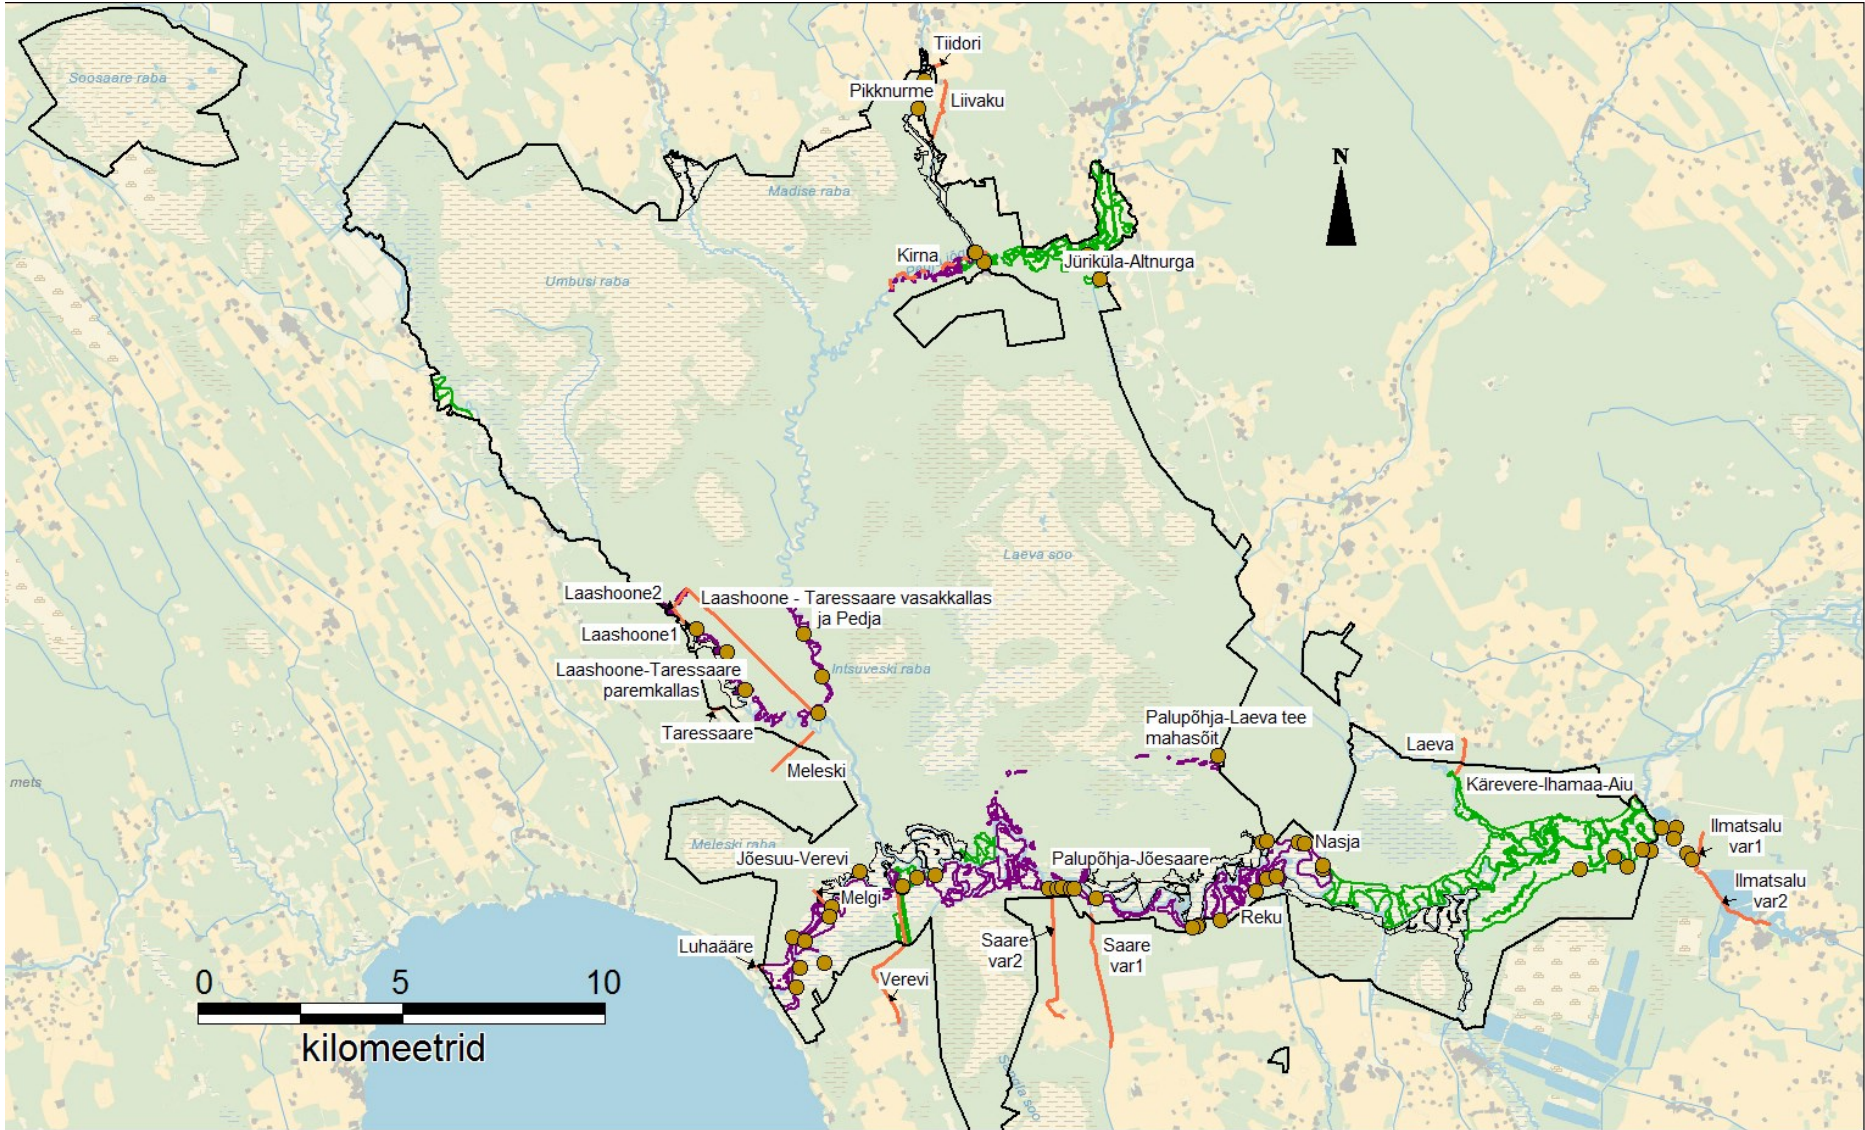 Tiidori
Soosaare raba
Pikknurme
Liivaku
N
Madise raba
Kirna
Jüriküla-Altnurga
Umbusi raba
Laeva soo
Laashoone2
Laashoone - Taressaare vasakkallas
ja Pedja
Laashoone1
Laashoone-Taressaare
paremkallas
Intsuveski raba
Taressaare
Palupõhja-Laeva tee
mahasõit
Laeva
Meleski
mets
Kärevere-Ihamaa-Aiu
Meleski raba
Jõesuu-Verevi
Palupõhja-Jõesaare
Nasja
Ilmatsalu
var1
Melgi
Ilmatsalu
var2
Reku
Luhaääre
Saare
var2
Saare
var1
Verevi
0 5 10
kilomeetrid